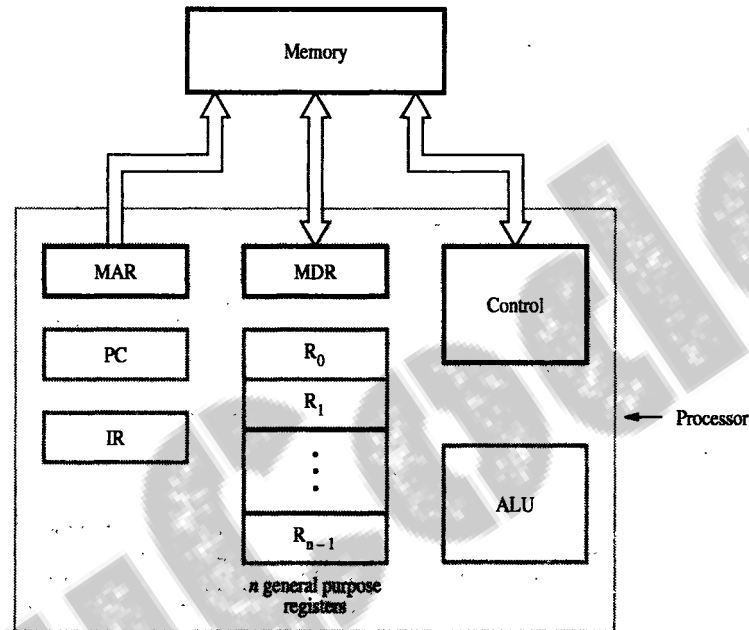 Memory
MAR
MDR
Control
PC
R0
R1
IR
Processor
ALU
Rn−1
n general purpose
registers